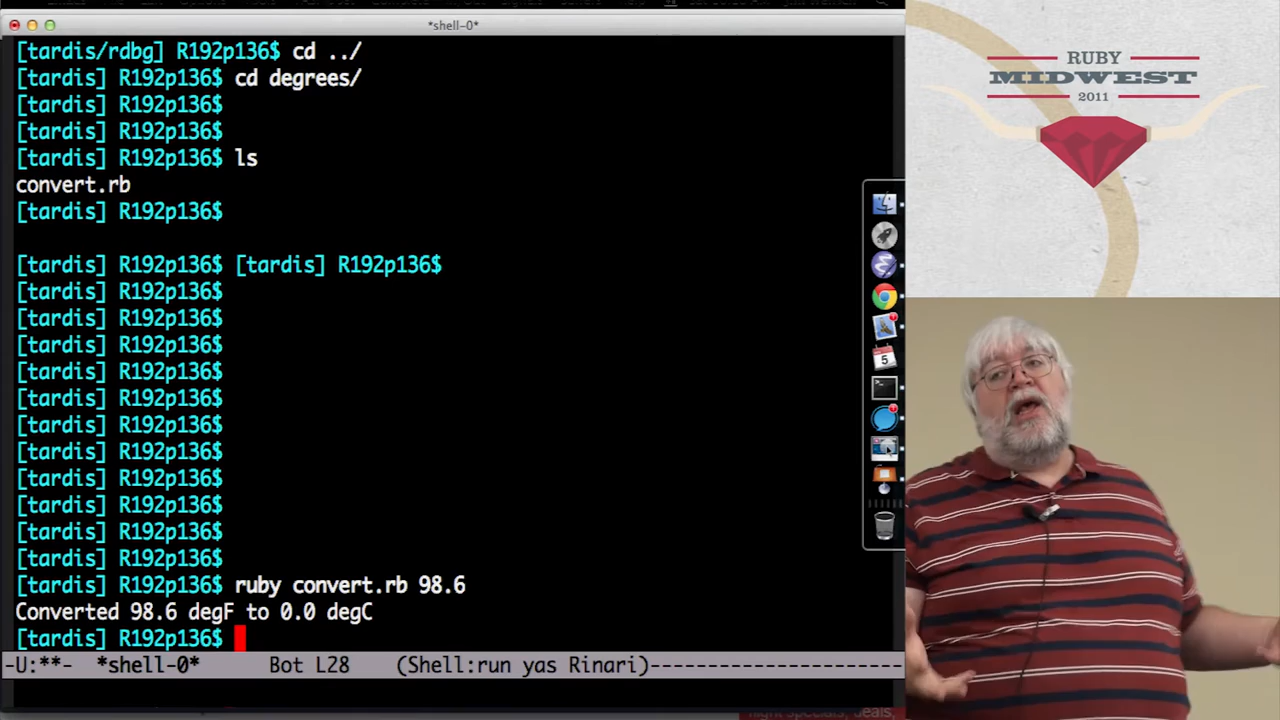 *shell-0*
[tardis/rdbg] R192p136$ cd ../
[tardis] R192p136$ cd degrees/
[tardis] R192p136$
[tardis] R192p136$
[tardis] R192p136$ ls
convert.rb
[tardis] R192p136$
[tardis] R192p136$ [tardis] R192p136$
[tardis] R192p136$
[tardis] R192p136$
[tardis] R192p136$
[tardis] R192p136$
[tardis] R192p136$
[tardis] R192p136$
[tardis] R192p136$
[tardis] R192p136$
[tardis] R192p136$
[tardis] R192p136$
[tardis] R192p136$
[tardis] R192p136$ ruby convert.rb 98.6
Converted 98.6 degF to 0.0 degC
[tardis] R192p136$
-U:**- *shell-0* Bot L28 (Shell:run yas Rinari)--------------------------
RUBY
MIDWEST
2011
5